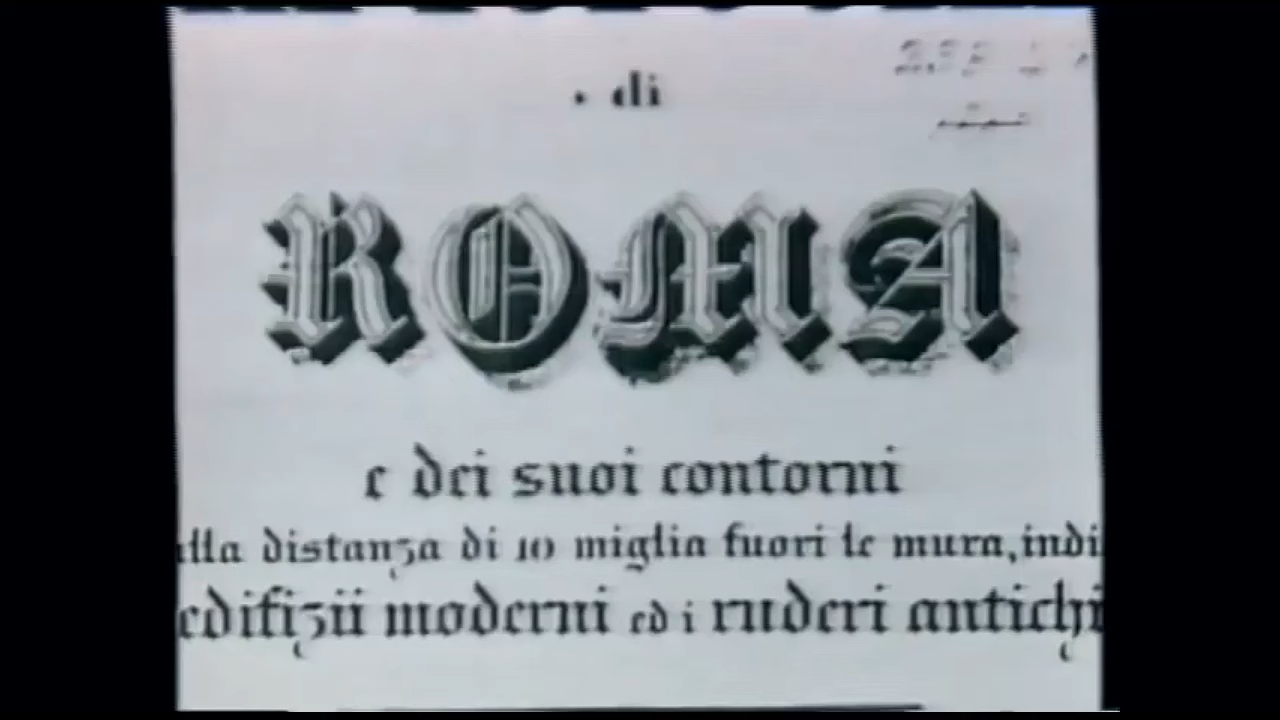 di
ROMA
e dei suoi contorni
alla distanza di 10 miglia fuori le mura, indi
edifizii moderni ed i ruderi antichi